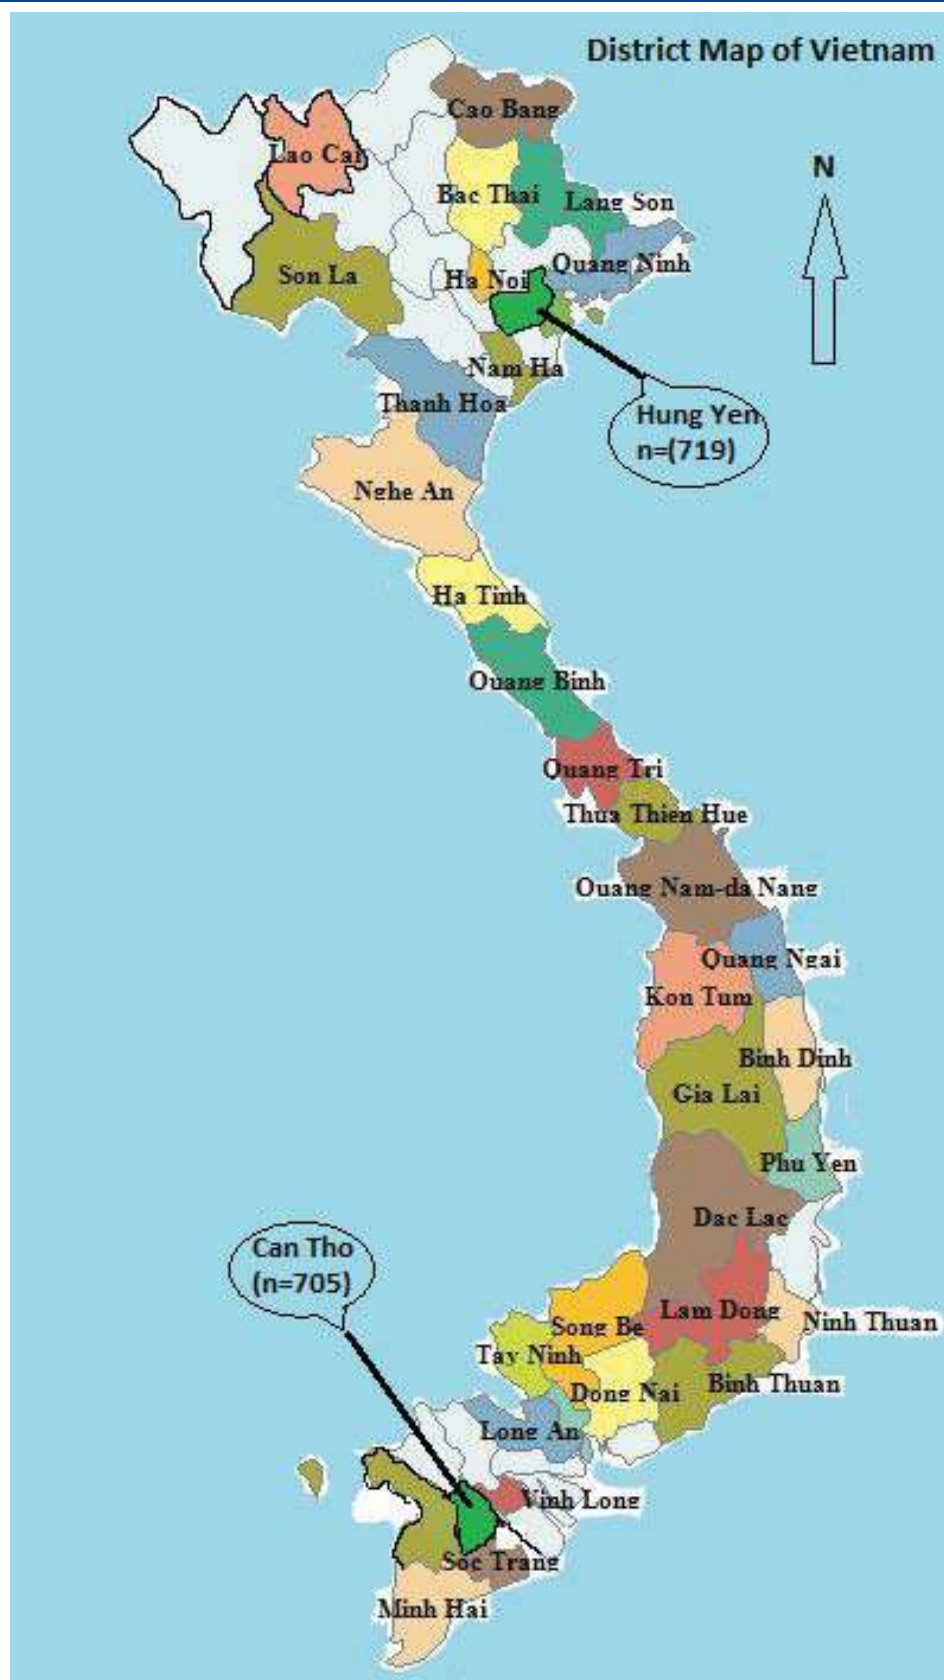 District Map of Vietnam
N
Cao Bang
Lao Cai
Bac Thai
Lang Son
Son La
Ha Noi
Quang Ninh
Nam Ha
Thanh Hoa
Hung Yen
n=(719)
Nghe An
Ha Tinh
Quang Binh
Quang Tri
Thua Thien Hue
Quang Nam-da Nang
Quang Ngai
Kon Tum
Binh Dinh
Gia Lai
Phu Yen
Dac Lac
Can Tho
(n=705)
Lam Dong
Ninh Thuan
Song Be
Tay Ninh
Dong Nai
Binh Thuan
Long An
Vinh Long
Soc Trang
Minh Hai